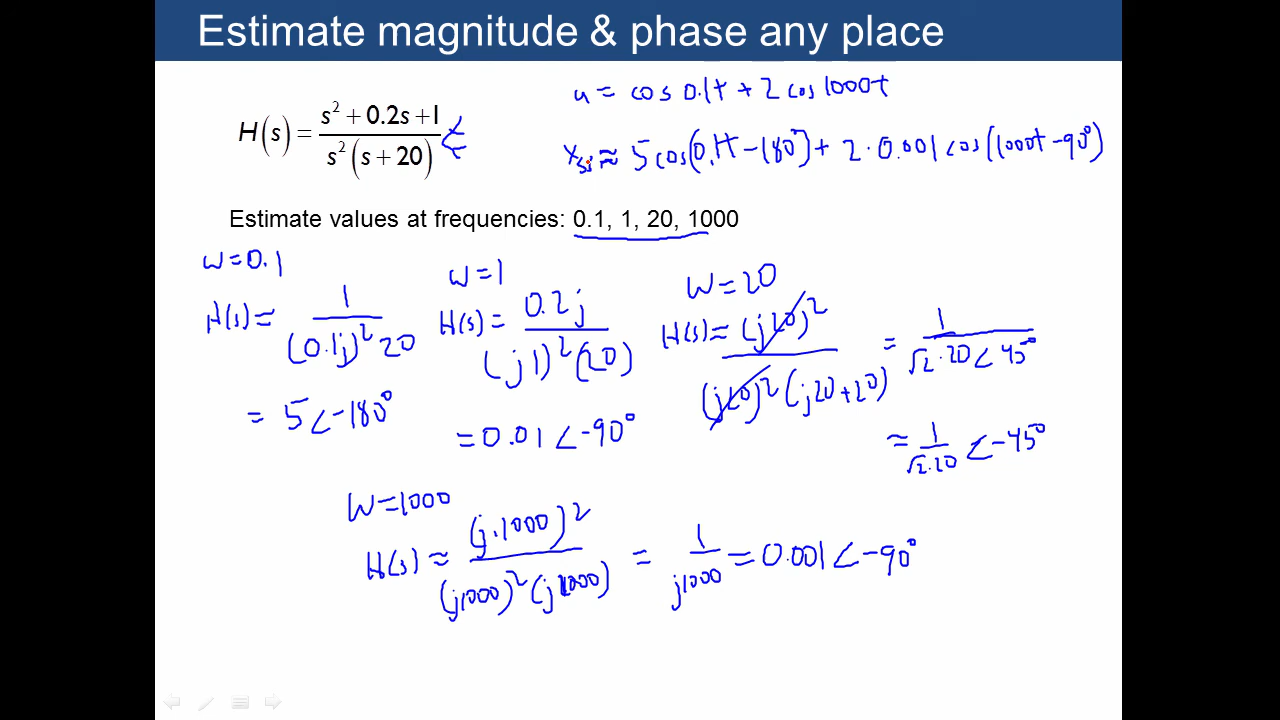 Estimate magnitude & phase any place
u = cos 0.1t + 2 cos 1000t
H(s) = (s² + 0.2s + 1) / (s²(s + 20))
xss ≈ 5 cos(0.1t − 180°) + 2 · 0.001 cos(1000t − 90°)
Estimate values at frequencies: 0.1, 1, 20, 1000
w = 0.1
H(s) ≈ 1 / ((0.1j)² 20)
= 5∠−180°
w = 1
H(s) = 0.2j / ((j1)²(20))
= 0.01 ∠−90°
w = 20
H(s) ≈ (j20)² / ((j20)²(j20+20)) = 1 / (√2·20∠45°)
≈ 1 / (√2·20) ∠−45°
w = 1000
H(s) ≈ (j·1000)² / ((j1000)²(j1000)) = 1 / j1000 = 0.001∠−90°